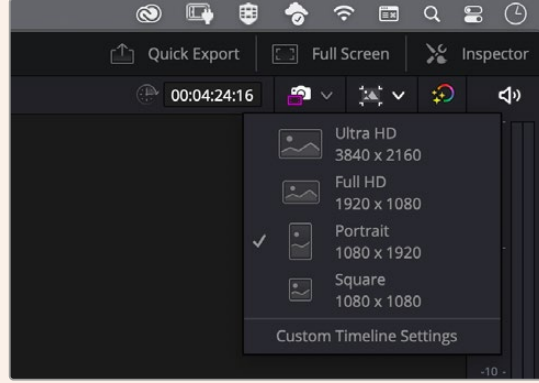 Quick Export
Full Screen
Inspector
00:04:24:16
Ultra HD
3840 x 2160
Full HD
1920 x 1080
Portrait
1080 x 1920
Square
1080 x 1080
Custom Timeline Settings
-10